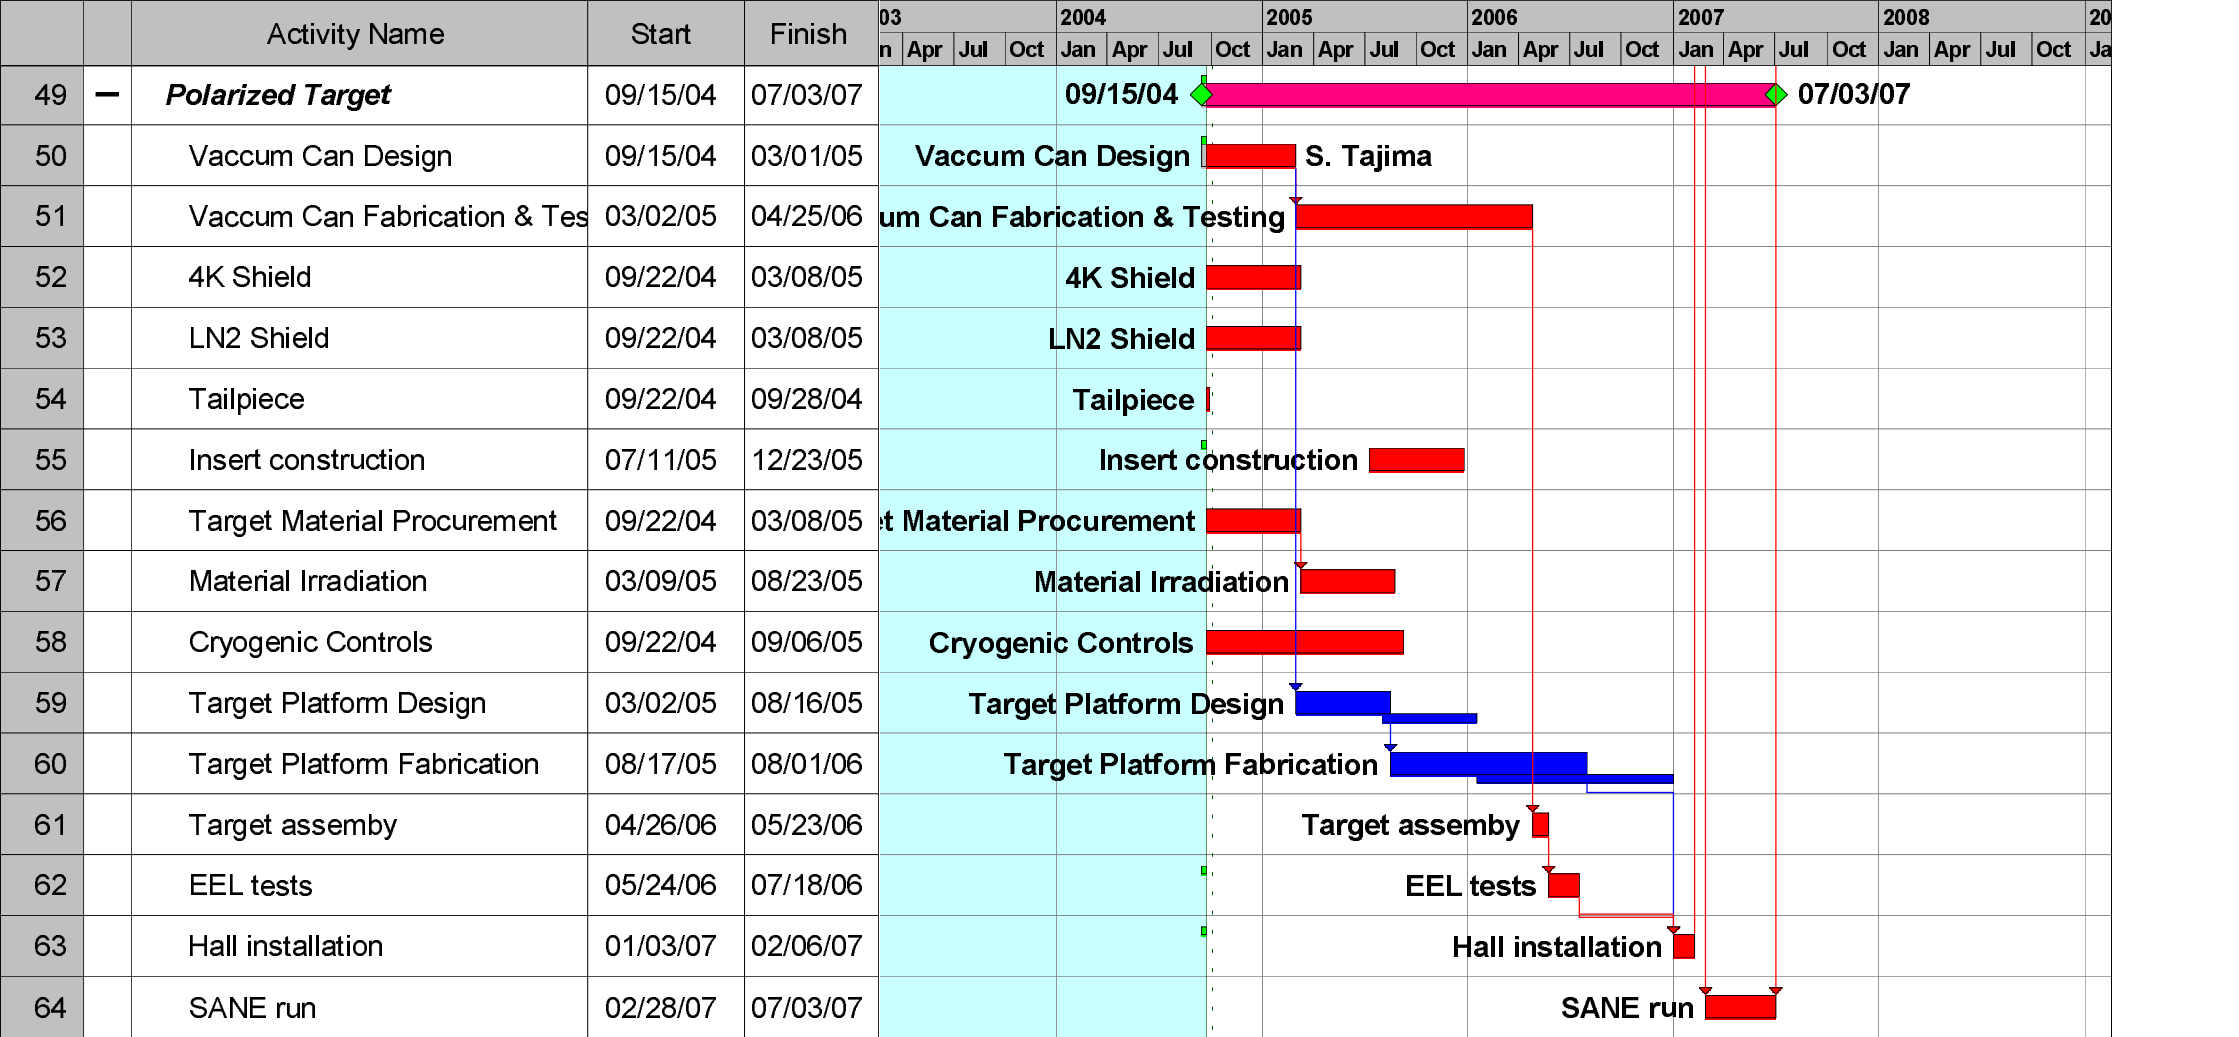 Activity Name Start Finish 03 2004 2005 2006 2007 2008 20
n Apr Jul Oct Jan Apr Jul Oct Jan Apr Jul Oct Jan Apr Jul Oct Jan Apr Jul Oct Jan Apr Jul Oct Ja
49 Polarized Target 09/15/04 07/03/07 09/15/04 07/03/07
50 Vaccum Can Design 09/15/04 03/01/05 Vaccum Can Design S. Tajima
51 Vaccum Can Fabrication & Tes 03/02/05 04/25/06 um Can Fabrication & Testing
52 4K Shield 09/22/04 03/08/05 4K Shield
53 LN2 Shield 09/22/04 03/08/05 LN2 Shield
54 Tailpiece 09/22/04 09/28/04 Tailpiece
55 Insert construction 07/11/05 12/23/05 Insert construction
56 Target Material Procurement 09/22/04 03/08/05 et Material Procurement
57 Material Irradiation 03/09/05 08/23/05 Material Irradiation
58 Cryogenic Controls 09/22/04 09/06/05 Cryogenic Controls
59 Target Platform Design 03/02/05 08/16/05 Target Platform Design
60 Target Platform Fabrication 08/17/05 08/01/06 Target Platform Fabrication
61 Target assemby 04/26/06 05/23/06 Target assemby
62 EEL tests 05/24/06 07/18/06 EEL tests
63 Hall installation 01/03/07 02/06/07 Hall installation
64 SANE run 02/28/07 07/03/07 SANE run